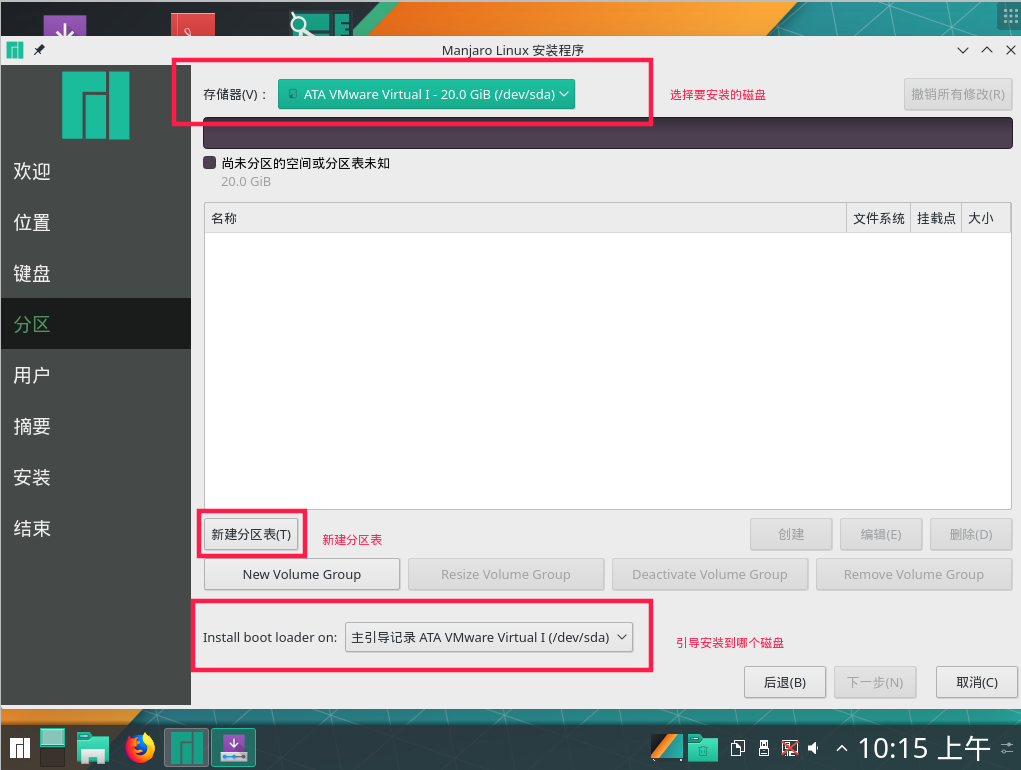 Manjaro Linux 安装程序
存储器(V)： ATA VMware Virtual I - 20.0 GiB (/dev/sda) 选择要安装的磁盘 撤销所有修改(R)
尚未分区的空间或分区表未知
20.0 GiB
欢迎
位置
键盘
分区
用户
摘要
安装
结束
名称 文件系统 挂载点 大小
新建分区表(T) 新建分区表 创建 编辑(E) 删除(D)
New Volume Group Resize Volume Group Deactivate Volume Group Remove Volume Group
Install boot loader on: 主引导记录 ATA VMware Virtual I (/dev/sda) 引导安装到哪个磁盘
后退(B) 下一步(N) 取消(C)
10:15 上午